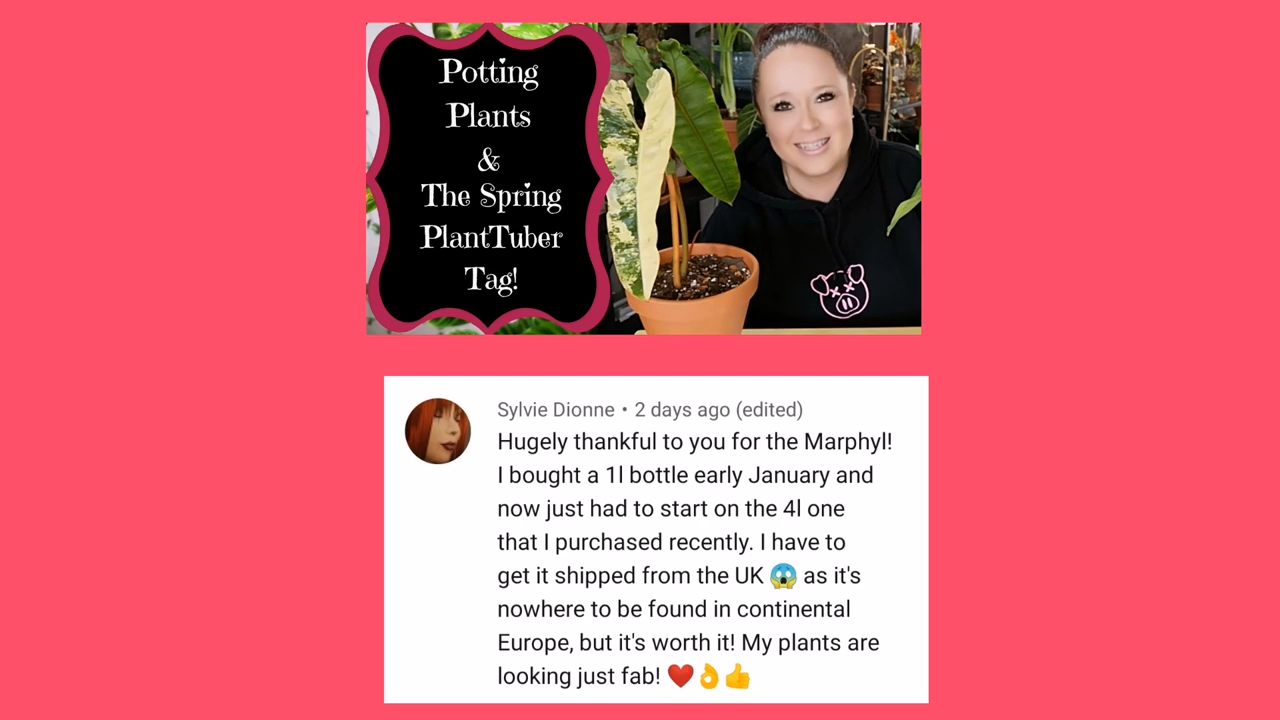 Potting
Plants
&
The Spring
PlantTuber
Tag!
Sylvie Dionne • 2 days ago (edited)
Hugely thankful to you for the Marphyl!
I bought a 1l bottle early January and
now just had to start on the 4l one
that I purchased recently. I have to
get it shipped from the UK 😱 as it's
nowhere to be found in continental
Europe, but it's worth it! My plants are
looking just fab! ❤️👌👍